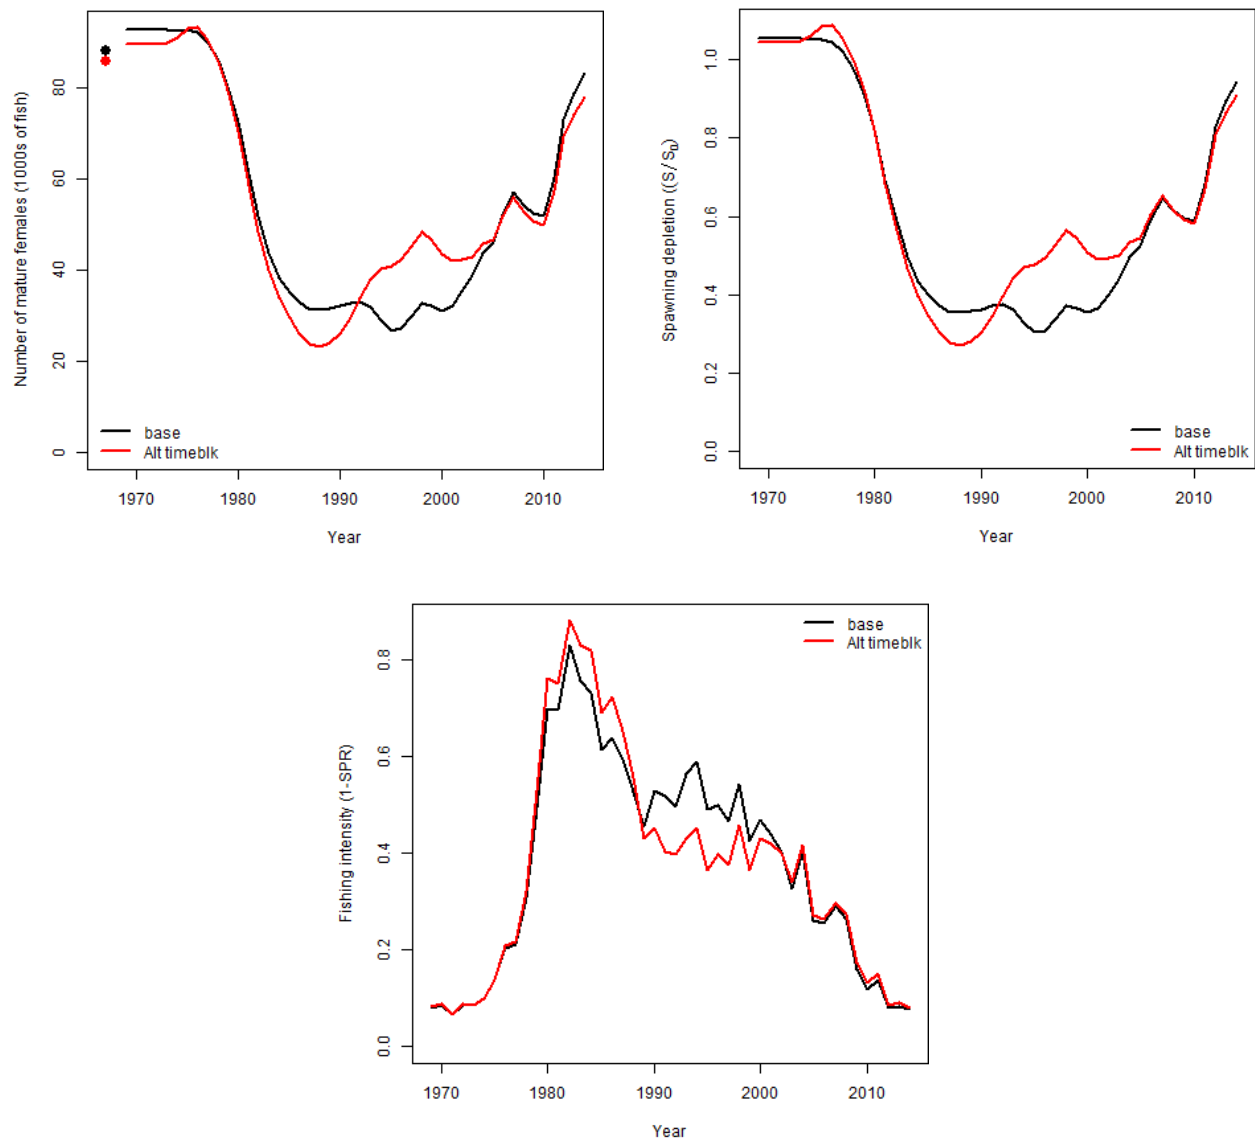 Number of mature females (1000s of fish)
80
60
40
20
0
base
Alt timeblk
1970 1980 1990 2000 2010
Year
Spawning depletion ((S/S₀)
1.0
0.8
0.6
0.4
0.2
0.0
base
Alt timeblk
1970 1980 1990 2000 2010
Year
Fishing intensity (1-SPR)
0.8
0.6
0.4
0.2
0.0
base
Alt timeblk
1970 1980 1990 2000 2010
Year